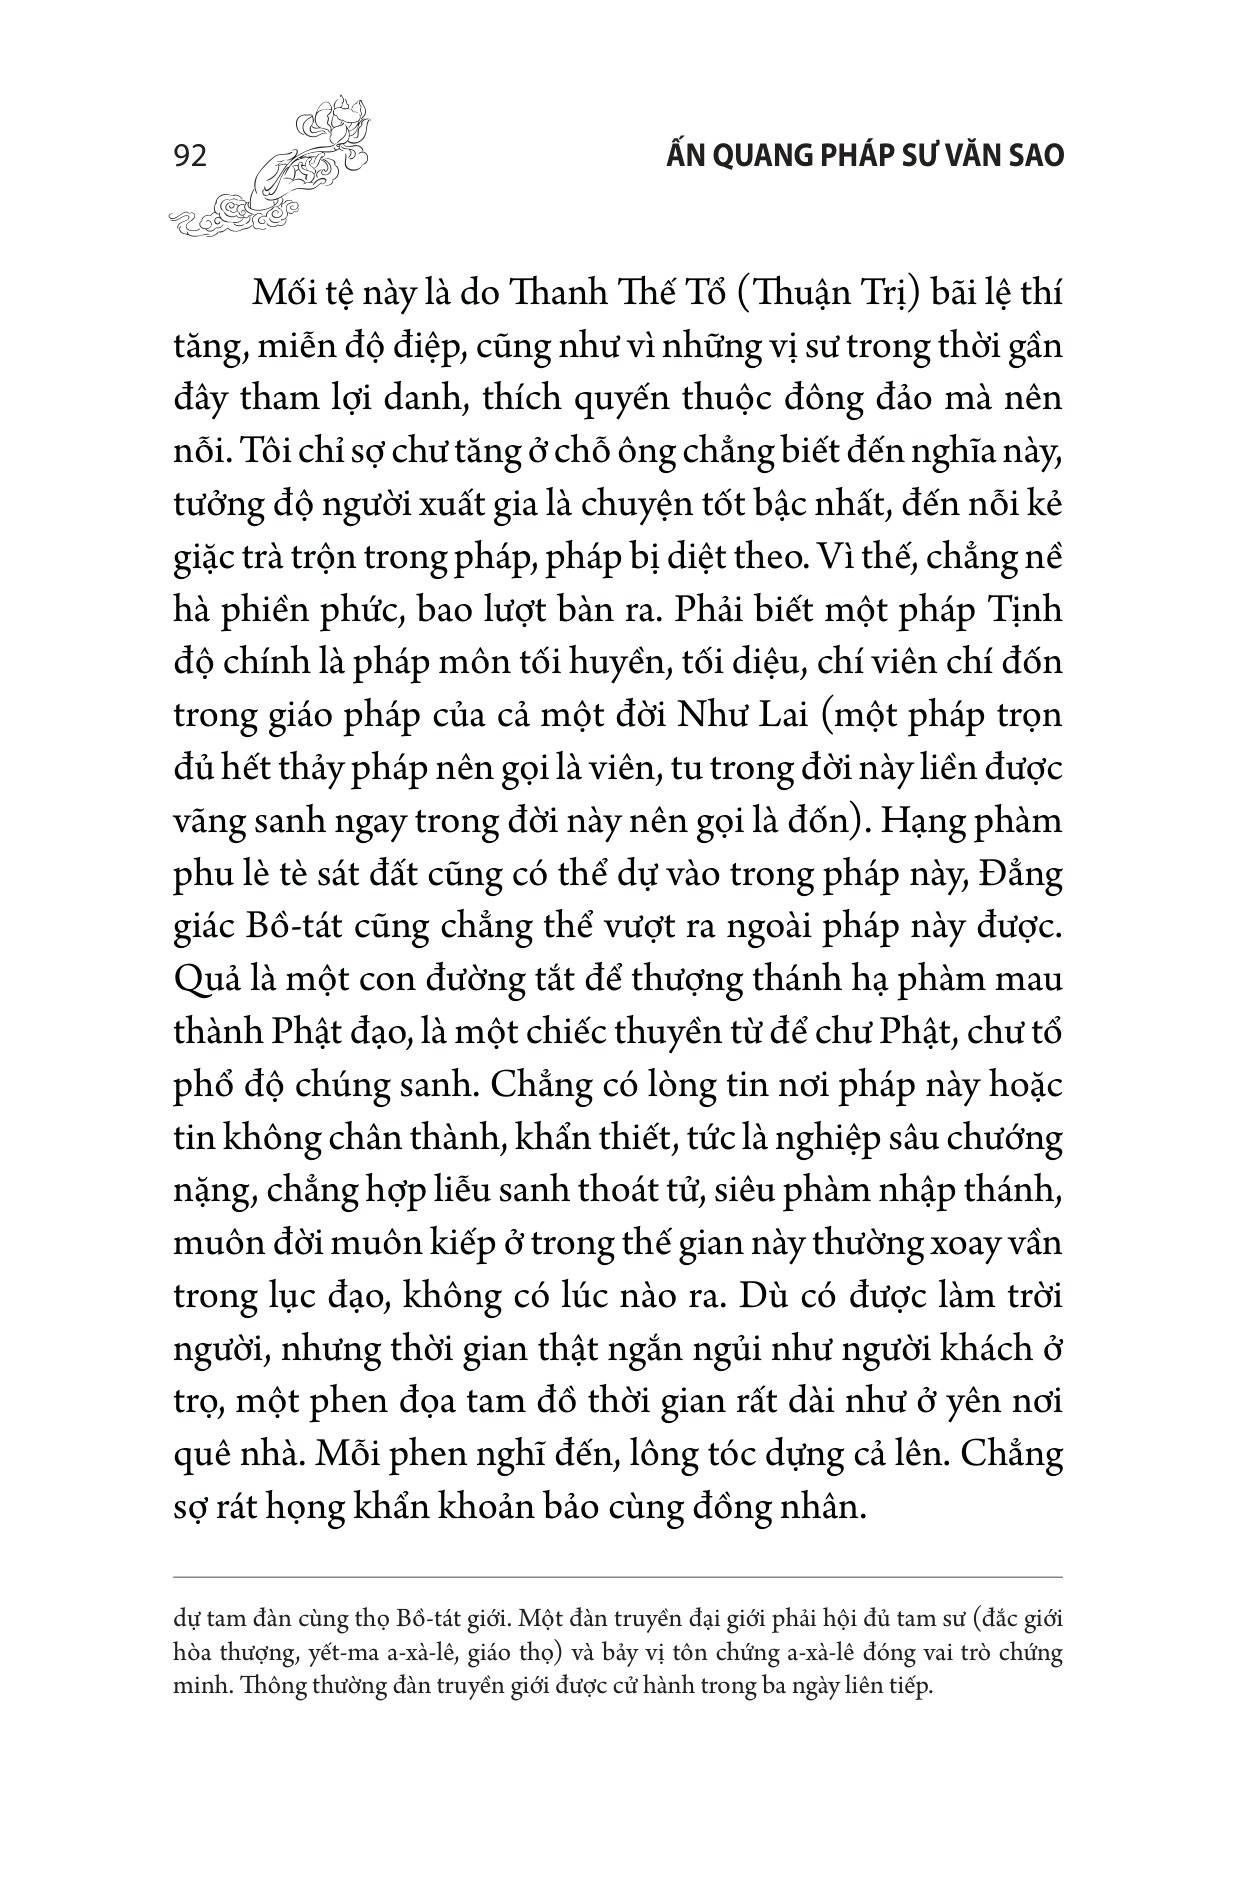 92
ẤN QUANG PHÁP SƯ VĂN SAO
Mối tệ này là do Thanh Thế Tổ (Thuận Trị) bãi lệ thí
tăng, miễn độ điệp, cũng như vì những vị sư trong thời gần
đây tham lợi danh, thích quyến thuộc đông đảo mà nên
nỗi. Tôi chỉ sợ chư tăng ở chỗ ông chẳng biết đến nghĩa này,
tưởng độ người xuất gia là chuyện tốt bậc nhất, đến nỗi kẻ
giặc trà trộn trong pháp, pháp bị diệt theo. Vì thế, chẳng nề
hà phiền phức, bao lượt bàn ra. Phải biết một pháp Tịnh
độ chính là pháp môn tối huyền, tối diệu, chí viên chí đốn
trong giáo pháp của cả một đời Như Lai (một pháp trọn
đủ hết thảy pháp nên gọi là viên, tu trong đời này liền được
vãng sanh ngay trong đời này nên gọi là đốn). Hạng phàm
phu lè tè sát đất cũng có thể dự vào trong pháp này, Đẳng
giác Bồ-tát cũng chẳng thể vượt ra ngoài pháp này được.
Quả là một con đường tắt để thượng thánh hạ phàm mau
thành Phật đạo, là một chiếc thuyền từ để chư Phật, chư tổ
phổ độ chúng sanh. Chẳng có lòng tin nơi pháp này hoặc
tin không chân thành, khẩn thiết, tức là nghiệp sâu chướng
nặng, chẳng hợp liễu sanh thoát tử, siêu phàm nhập thánh,
muôn đời muôn kiếp ở trong thế gian này thường xoay vần
trong lục đạo, không có lúc nào ra. Dù có được làm trời
người, nhưng thời gian thật ngắn ngủi như người khách ở
trọ, một phen đọa tam đồ thời gian rất dài như ở yên nơi
quê nhà. Mỗi phen nghĩ đến, lông tóc dựng cả lên. Chẳng
sợ rát họng khẩn khoản bảo cùng đồng nhân.
dự tam đàn cùng thọ Bồ-tát giới. Một đàn truyền đại giới phải hội đủ tam sư (đắc giới
hòa thượng, yết-ma a-xà-lê, giáo thọ) và bảy vị tôn chứng a-xà-lê đóng vai trò chứng
minh. Thông thường đàn truyền giới được cử hành trong ba ngày liên tiếp.